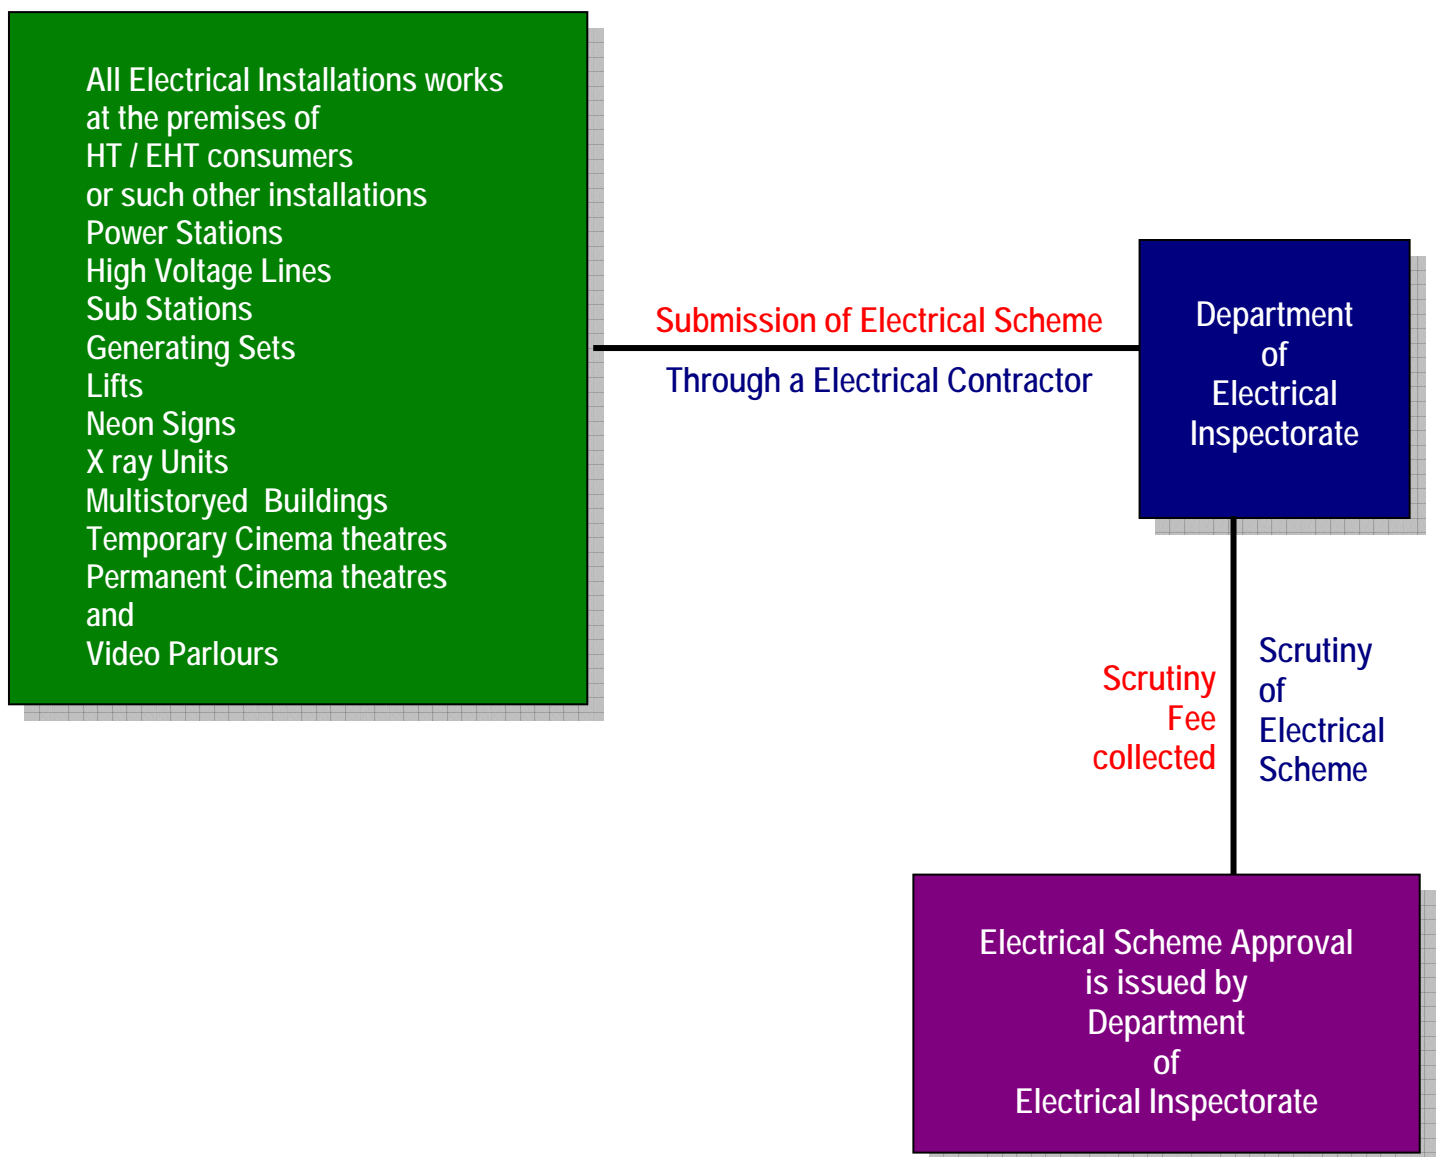 All Electrical Installations works
at the premises of
HT / EHT consumers
or such other installations
Power Stations
High Voltage Lines
Sub Stations
Generating Sets
Lifts
Neon Signs
X ray Units
Multistoryed  Buildings
Temporary Cinema theatres
Permanent Cinema theatres
and
Video Parlours
Submission of Electrical Scheme
Through a Electrical Contractor
Department
of
Electrical
Inspectorate
Scrutiny
Fee
collected
Scrutiny
of
Electrical
Scheme
Electrical Scheme Approval
is issued by
Department
of
Electrical Inspectorate